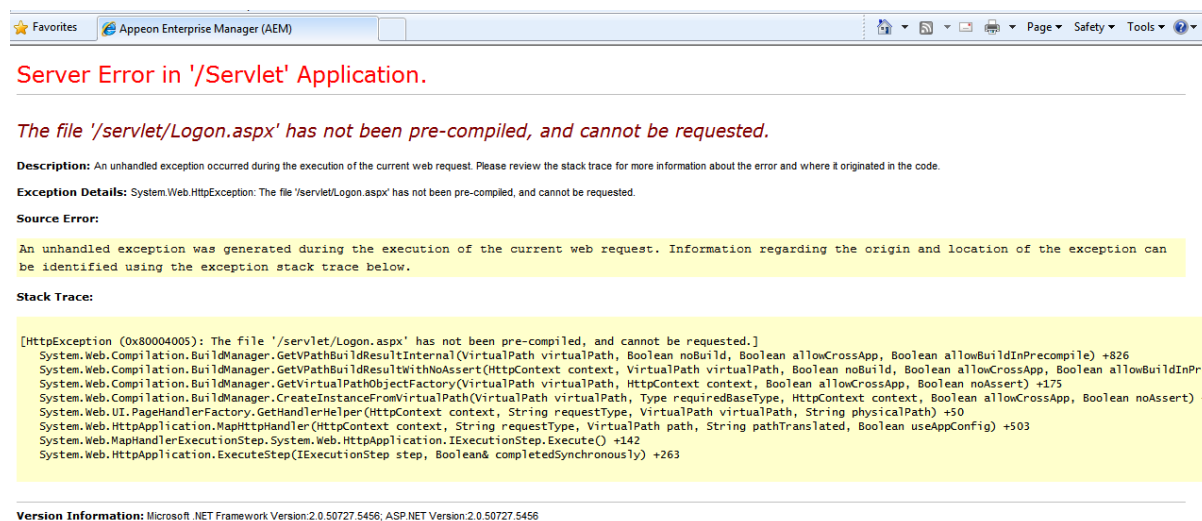 Favorites Appeon Enterprise Manager (AEM) Page Safety Tools
Server Error in '/Servlet' Application.
The file '/servlet/Logon.aspx' has not been pre-compiled, and cannot be requested.
Description: An unhandled exception occurred during the execution of the current web request. Please review the stack trace for more information about the error and where it originated in the code.
Exception Details: System.Web.HttpException: The file '/servlet/Logon.aspx' has not been pre-compiled, and cannot be requested.
Source Error:
An unhandled exception was generated during the execution of the current web request. Information regarding the origin and location of the exception can
be identified using the exception stack trace below.
Stack Trace:
[HttpException (0x80004005): The file '/servlet/Logon.aspx' has not been pre-compiled, and cannot be requested.]
System.Web.Compilation.BuildManager.GetVPathBuildResultInternal(VirtualPath virtualPath, Boolean noBuild, Boolean allowCrossApp, Boolean allowBuildInPrecompile) +826
System.Web.Compilation.BuildManager.GetVPathBuildResultWithNoAssert(HttpContext context, VirtualPath virtualPath, Boolean noBuild, Boolean allowCrossApp, Boolean allowBuildInPr
System.Web.Compilation.BuildManager.GetVirtualPathObjectFactory(VirtualPath virtualPath, HttpContext context, Boolean allowCrossApp, Boolean noAssert) +175
System.Web.Compilation.BuildManager.CreateInstanceFromVirtualPath(VirtualPath virtualPath, Type requiredBaseType, HttpContext context, Boolean allowCrossApp, Boolean noAssert)
System.Web.UI.PageHandlerFactory.GetHandlerHelper(HttpContext context, String requestType, VirtualPath virtualPath, String physicalPath) +50
System.Web.HttpApplication.MapHttpHandler(HttpContext context, String requestType, VirtualPath path, String pathTranslated, Boolean useAppConfig) +503
System.Web.MapHandlerExecutionStep.System.Web.HttpApplication.IExecutionStep.Execute() +142
System.Web.HttpApplication.ExecuteStep(IExecutionStep step, Boolean& completedSynchronously) +263
Version Information: Microsoft .NET Framework Version:2.0.50727.5456; ASP.NET Version:2.0.50727.5456